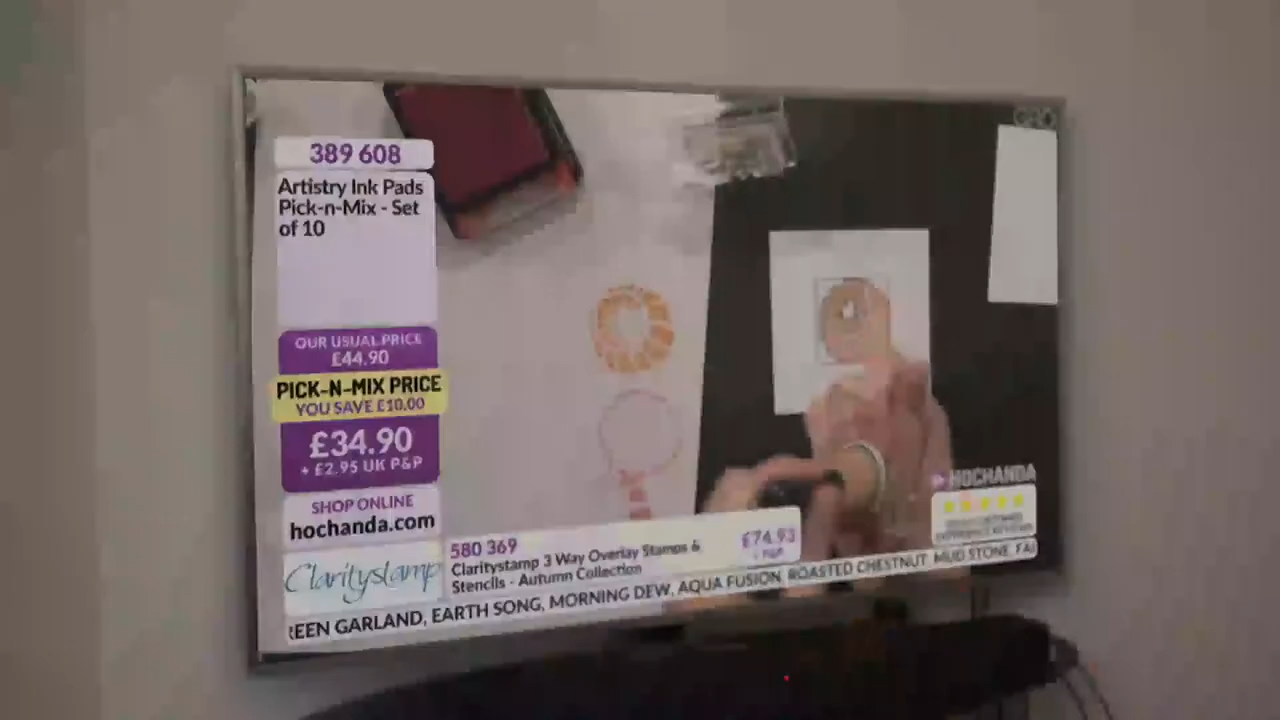 389 608
Artistry Ink Pads
Pick-n-Mix - Set
of 10
OUR USUAL PRICE
£44.90
PICK-N-MIX PRICE
YOU SAVE £10.00
£34.90
+ £2.95 UK P&P
SHOP ONLINE
hochanda.com
Claritystamp
580 369
Claritystamp 3 Way Overlay Stamps &
Stencils - Autumn Collection
£74.93
+ P&P
HOCHANDA
REEN GARLAND, EARTH SONG, MORNING DEW, AQUA FUSION, ROASTED CHESTNUT, MUD STONE, FAL